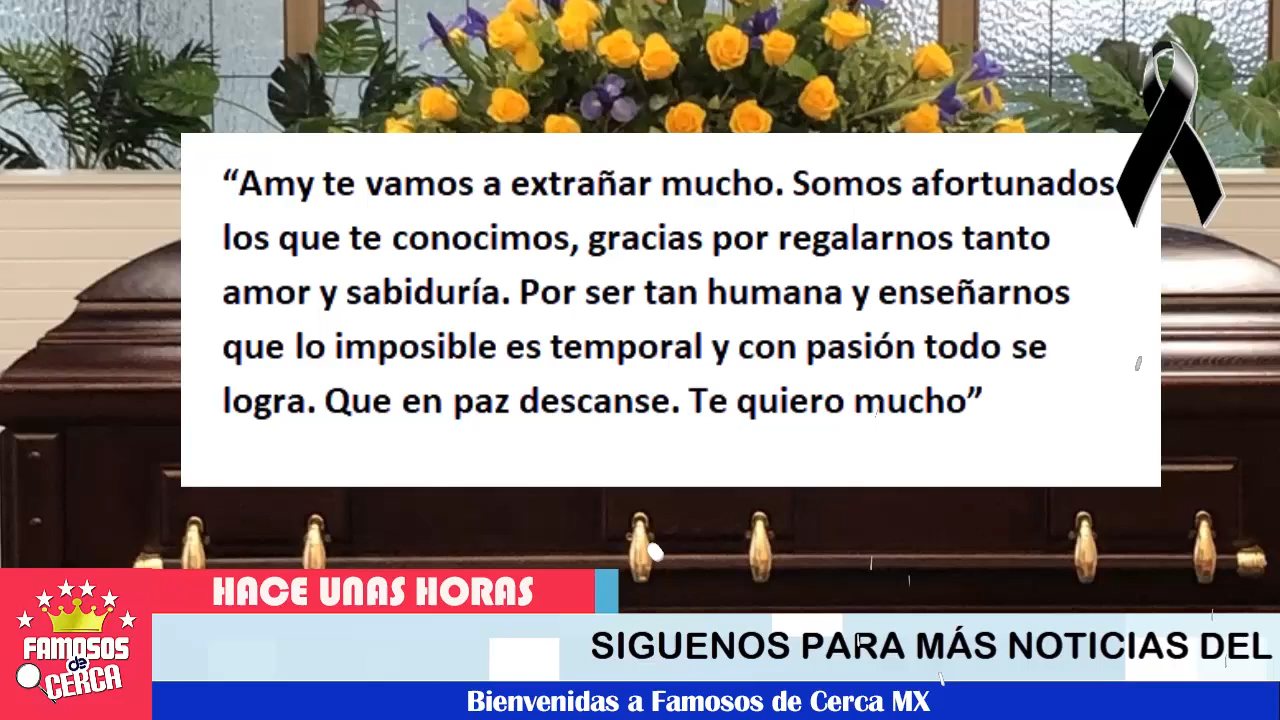 “Amy te vamos a extrañar mucho. Somos afortunados
los que te conocimos, gracias por regalarnos tanto
amor y sabiduría. Por ser tan humana y enseñarnos
que lo imposible es temporal y con pasión todo se
logra. Que en paz descanse. Te quiero mucho”
HACE UNAS HORAS
FAMOSOS
de
CERCA
SIGUENOS PARA MÁS NOTICIAS DEL
Bienvenidas a Famosos de Cerca MX